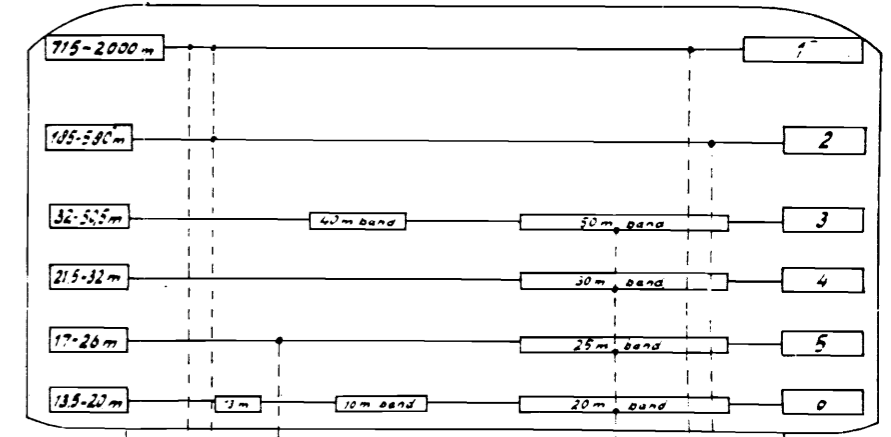 715-2000 m 1
185-580 m 2
32-50,5 m 40 m band 50 m band 3
21,5-32 m 30 m band 4
17-26 m 25 m band 5
13,5-20 m 13 m 10 m band 20 m band 0